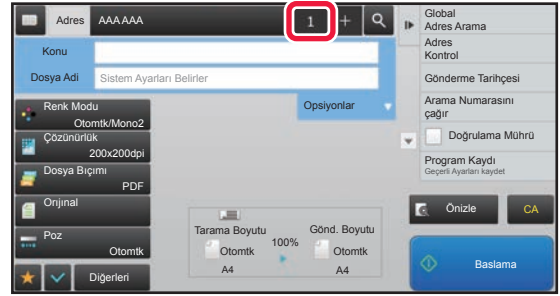 Adres
AAA AAA
1
+
Konu
Dosya Adi
Sistem Ayarları Belirler
Opsiyonlar
Renk Modu
Otomtk/Mono2
Çözünürlük
200x200dpi
Dosya Bıçımı
PDF
Orıjınal
Poz
Otomtk
Diğerleri
Tarama Boyutu
Otomtk
A4
100%
Gönd. Boyutu
Otomtk
A4
Global
Adres Arama
Adres
Kontrol
Gönderme Tarihçesi
Arama Numarasını
çağır
Doğrulama Mührü
Program Kaydı
Geçerli Ayarları kaydet
Önizle
CA
Baslama